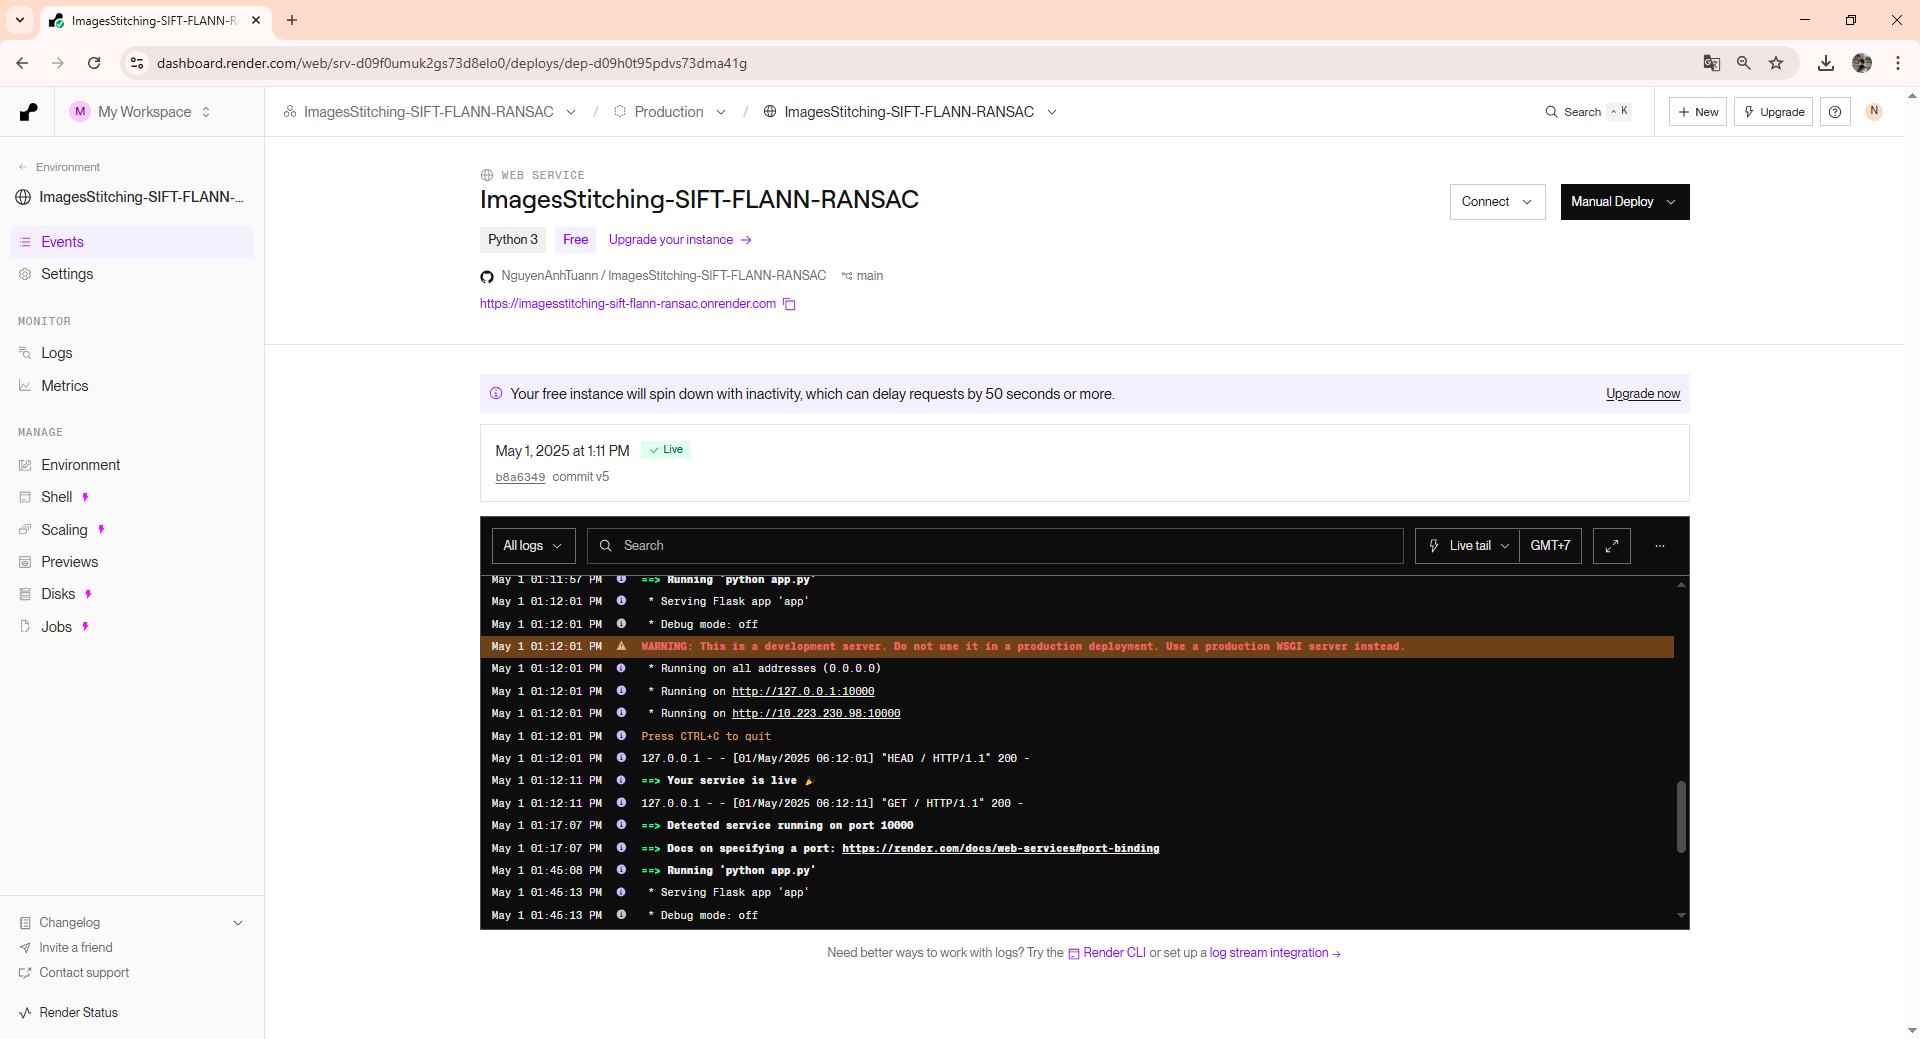 ImagesStitching-SIFT-FLANN-R
dashboard.render.com/web/srv-d09f0umuk2gs73d8elo0/deploys/dep-d09h0t95pdvs73dma41g
M My Workspace
ImagesStitching-SIFT-FLANN-RANSAC / Production / ImagesStitching-SIFT-FLANN-RANSAC
Search ^ K
+ New
Upgrade
N
Environment
ImagesStitching-SIFT-FLANN-...
Events
Settings
MONITOR
Logs
Metrics
MANAGE
Environment
Shell
Scaling
Previews
Disks
Jobs
Changelog
Invite a friend
Contact support
Render Status
WEB SERVICE
ImagesStitching-SIFT-FLANN-RANSAC
Connect
Manual Deploy
Python 3 Free Upgrade your instance →
NguyenAnhTuann / ImagesStitching-SIFT-FLANN-RANSAC main
https://imagesstitching-sift-flann-ransac.onrender.com
Your free instance will spin down with inactivity, which can delay requests by 50 seconds or more. Upgrade now
May 1, 2025 at 1:11 PM ✓ Live
b8a6349 commit v5
All logs Search Live tail GMT+7 ...
May 1 01:11:57 PM ==> Running 'python app.py'
May 1 01:12:01 PM * Serving Flask app 'app'
May 1 01:12:01 PM * Debug mode: off
May 1 01:12:01 PM WARNING: This is a development server. Do not use it in a production deployment. Use a production WSGI server instead.
May 1 01:12:01 PM * Running on all addresses (0.0.0.0)
May 1 01:12:01 PM * Running on http://127.0.0.1:10000
May 1 01:12:01 PM * Running on http://10.223.230.98:10000
May 1 01:12:01 PM Press CTRL+C to quit
May 1 01:12:01 PM 127.0.0.1 - - [01/May/2025 06:12:01] "HEAD / HTTP/1.1" 200 -
May 1 01:12:11 PM ==> Your service is live 🎉
May 1 01:12:11 PM 127.0.0.1 - - [01/May/2025 06:12:11] "GET / HTTP/1.1" 200 -
May 1 01:17:07 PM ==> Detected service running on port 10000
May 1 01:17:07 PM ==> Docs on specifying a port: https://render.com/docs/web-services#port-binding
May 1 01:45:08 PM ==> Running 'python app.py'
May 1 01:45:13 PM * Serving Flask app 'app'
May 1 01:45:13 PM * Debug mode: off
Need better ways to work with logs? Try the Render CLI or set up a log stream integration →